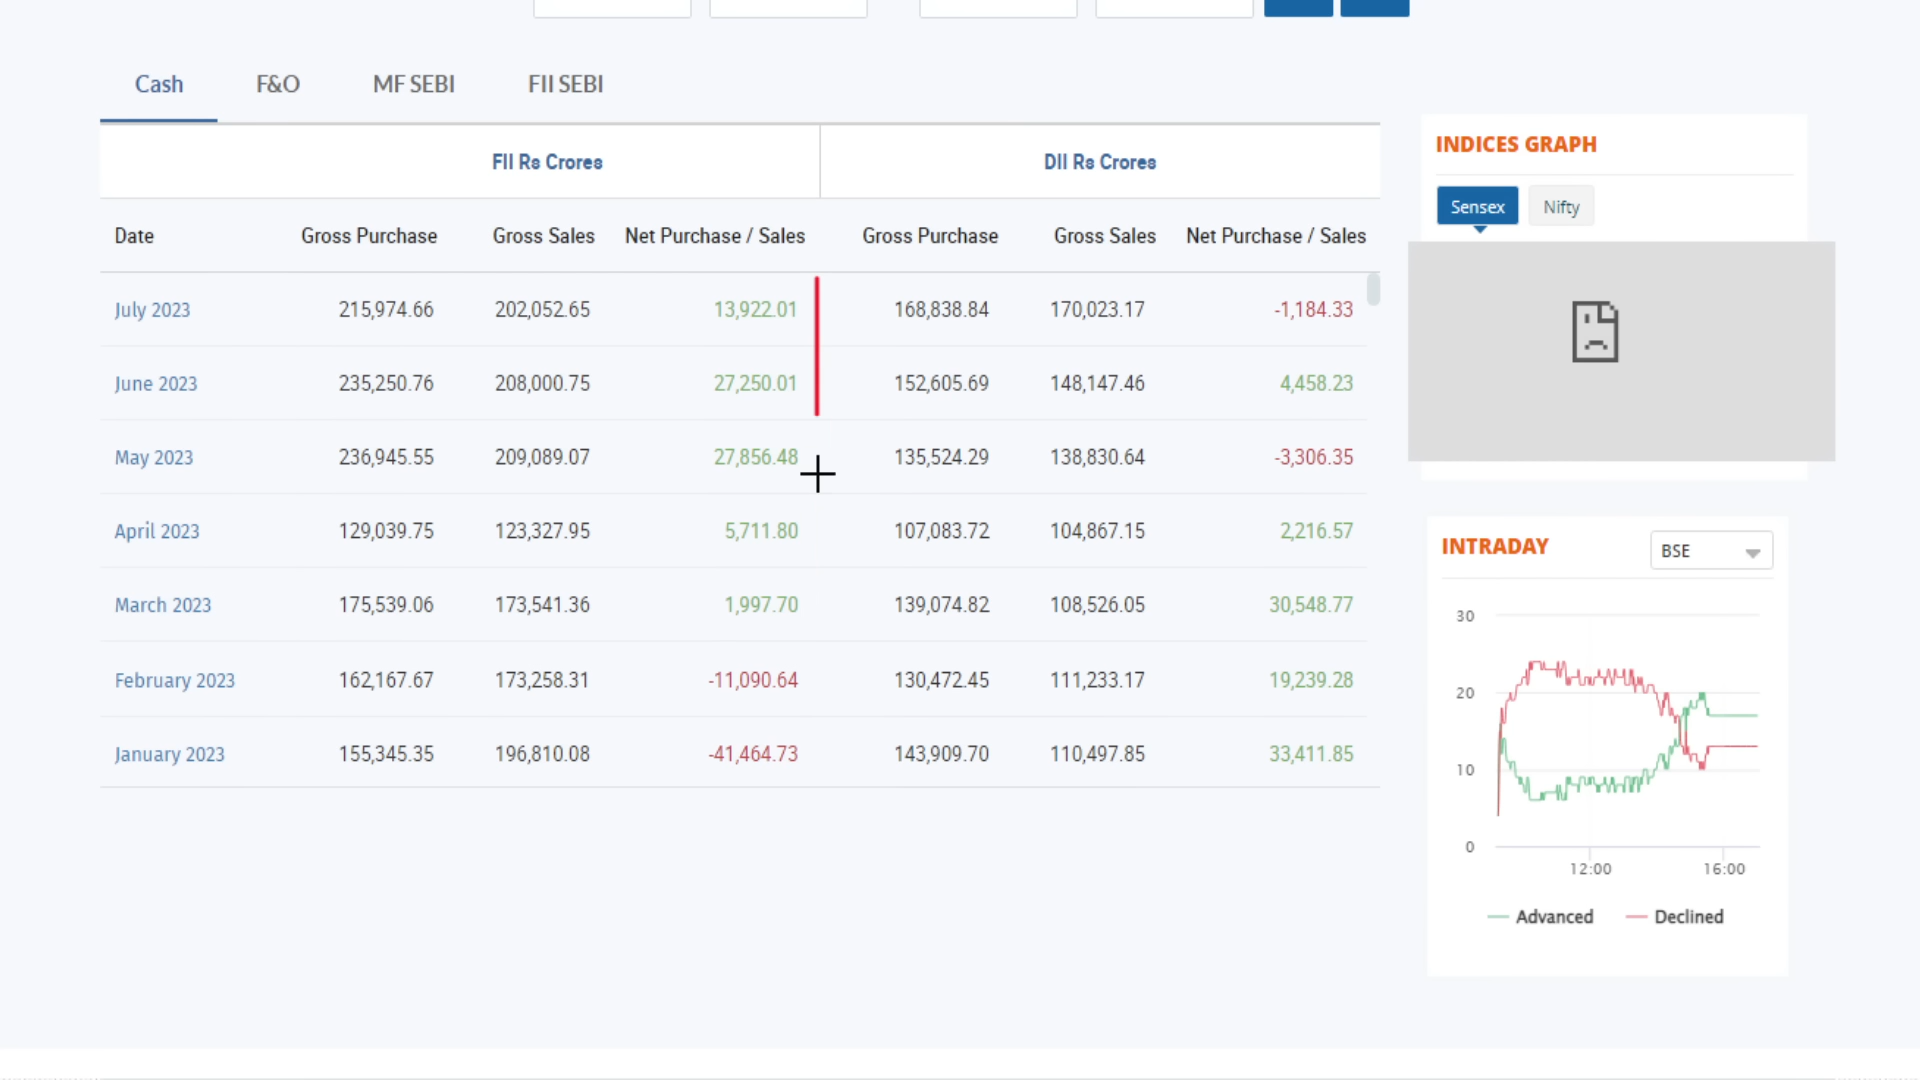 Cash F&O MF SEBI FII SEBI
FII Rs Crores DII Rs Crores
Date Gross Purchase Gross Sales Net Purchase / Sales Gross Purchase Gross Sales Net Purchase / Sales
July 2023 215,974.66 202,052.65 13,922.01 168,838.84 170,023.17 -1,184.33
June 2023 235,250.76 208,000.75 27,250.01 152,605.69 148,147.46 4,458.23
May 2023 236,945.55 209,089.07 27,856.48 135,524.29 138,830.64 -3,306.35
April 2023 129,039.75 123,327.95 5,711.80 107,083.72 104,867.15 2,216.57
March 2023 175,539.06 173,541.36 1,997.70 139,074.82 108,526.05 30,548.77
February 2023 162,167.67 173,258.31 -11,090.64 130,472.45 111,233.17 19,239.28
January 2023 155,345.35 196,810.08 -41,464.73 143,909.70 110,497.85 33,411.85
INDICES GRAPH
Sensex Nifty
INTRADAY BSE
30
20
10
0
12:00 16:00
Advanced Declined